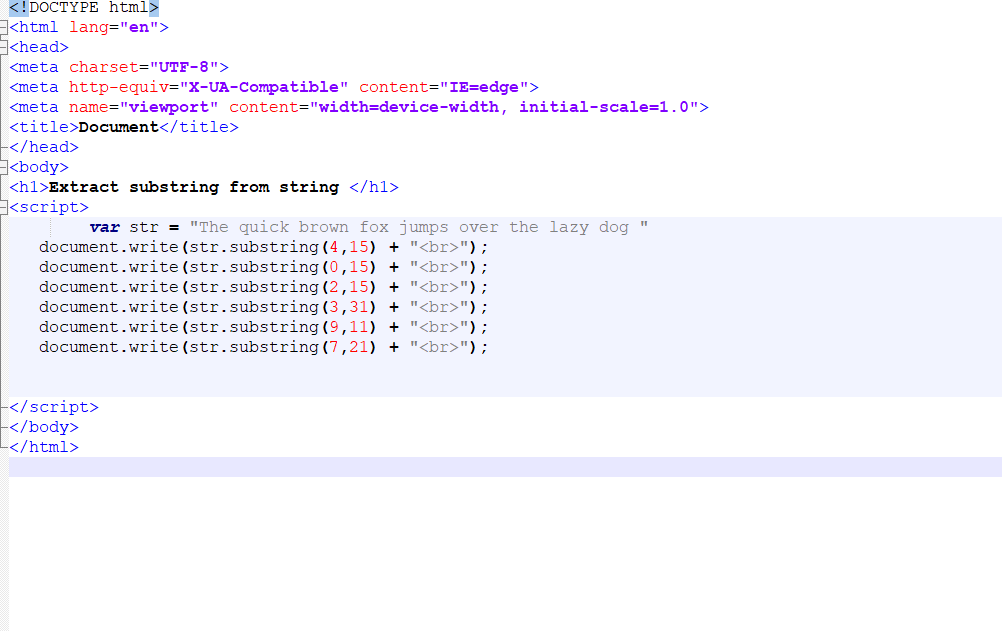 <!DOCTYPE html>
<html lang="en">
<head>
<meta charset="UTF-8">
<meta http-equiv="X-UA-Compatible" content="IE=edge">
<meta name="viewport" content="width=device-width, initial-scale=1.0">
<title>Document</title>
</head>
<body>
<h1>Extract substring from string </h1>
<script>
        var str = "The quick brown fox jumps over the lazy dog "
   document.write(str.substring(4,15) + "<br>");
   document.write(str.substring(0,15) + "<br>");
   document.write(str.substring(2,15) + "<br>");
   document.write(str.substring(3,31) + "<br>");
   document.write(str.substring(9,11) + "<br>");
   document.write(str.substring(7,21) + "<br>");
</script>
</body>
</html>